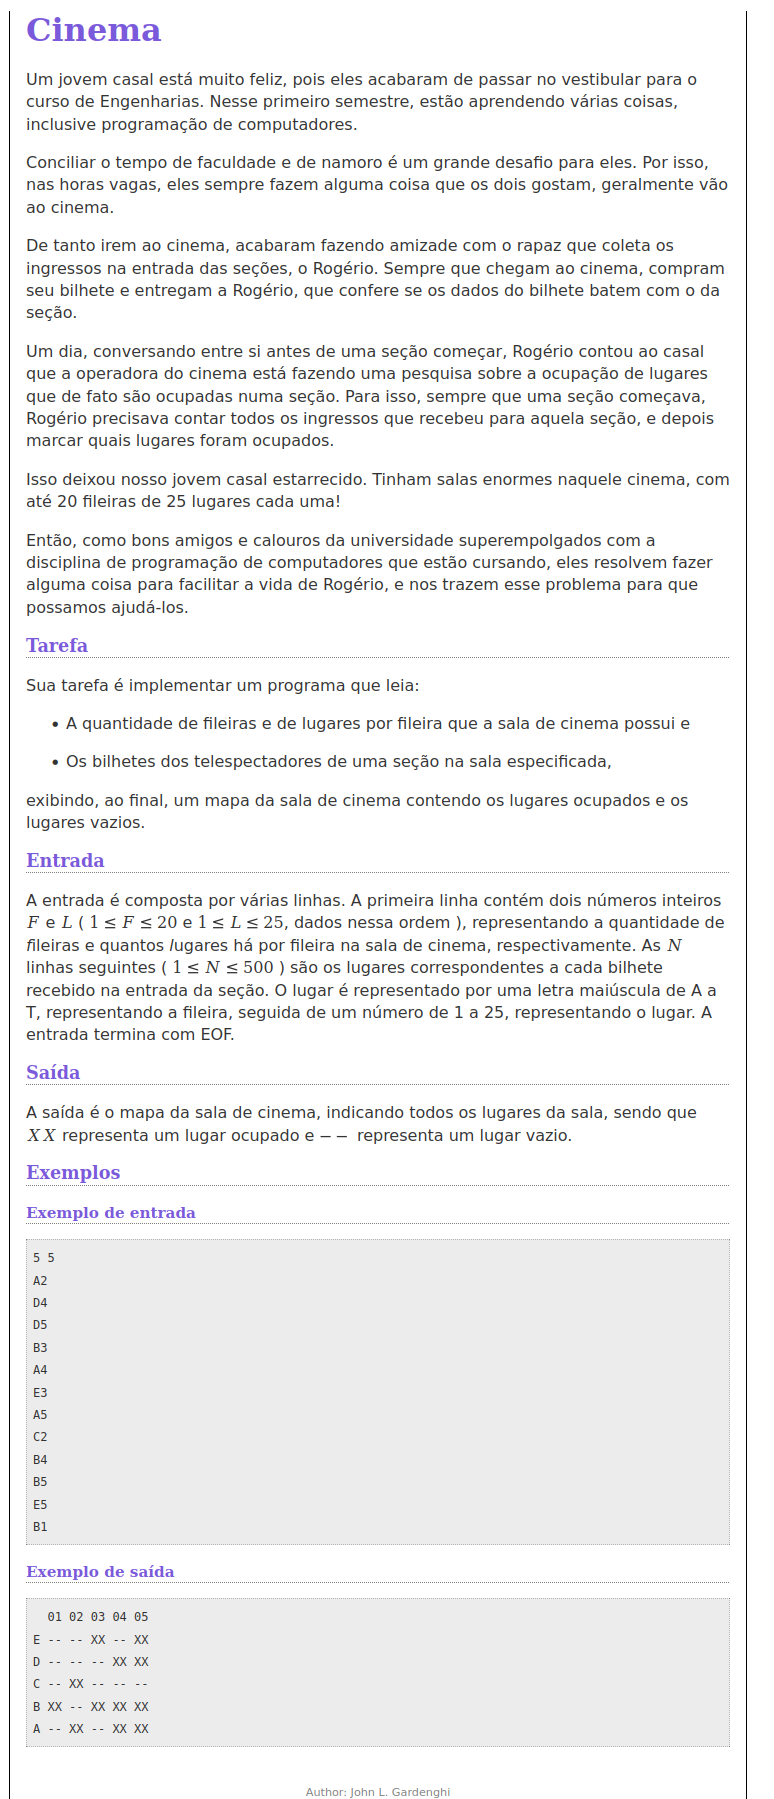 Cinema
Um jovem casal está muito feliz, pois eles acabaram de passar no vestibular para o
curso de Engenharias. Nesse primeiro semestre, estão aprendendo várias coisas,
inclusive programação de computadores.
Conciliar o tempo de faculdade e de namoro é um grande desafio para eles. Por isso,
nas horas vagas, eles sempre fazem alguma coisa que os dois gostam, geralmente vão
ao cinema.
De tanto irem ao cinema, acabaram fazendo amizade com o rapaz que coleta os
ingressos na entrada das seções, o Rogério. Sempre que chegam ao cinema, compram
seu bilhete e entregam a Rogério, que confere se os dados do bilhete batem com o da
seção.
Um dia, conversando entre si antes de uma seção começar, Rogério contou ao casal
que a operadora do cinema está fazendo uma pesquisa sobre a ocupação de lugares
que de fato são ocupadas numa seção. Para isso, sempre que uma seção começava,
Rogério precisava contar todos os ingressos que recebeu para aquela seção, e depois
marcar quais lugares foram ocupados.
Isso deixou nosso jovem casal estarrecido. Tinham salas enormes naquele cinema, com
até 20 fileiras de 25 lugares cada uma!
Então, como bons amigos e calouros da universidade superempolgados com a
disciplina de programação de computadores que estão cursando, eles resolvem fazer
alguma coisa para facilitar a vida de Rogério, e nos trazem esse problema para que
possamos ajudá-los.
Tarefa
Sua tarefa é implementar um programa que leia:
• A quantidade de fileiras e de lugares por fileira que a sala de cinema possui e
• Os bilhetes dos telespectadores de uma seção na sala especificada,
exibindo, ao final, um mapa da sala de cinema contendo os lugares ocupados e os
lugares vazios.
Entrada
A entrada é composta por várias linhas. A primeira linha contém dois números inteiros
F e L ( 1 ≤ F ≤ 20 e 1 ≤ L ≤ 25, dados nessa ordem ), representando a quantidade de
fileiras e quantos lugares há por fileira na sala de cinema, respectivamente. As N
linhas seguintes ( 1 ≤ N ≤ 500 ) são os lugares correspondentes a cada bilhete
recebido na entrada da seção. O lugar é representado por uma letra maiúscula de A a
T, representando a fileira, seguida de um número de 1 a 25, representando o lugar. A
entrada termina com EOF.
Saída
A saída é o mapa da sala de cinema, indicando todos os lugares da sala, sendo que
XX representa um lugar ocupado e −− representa um lugar vazio.
Exemplos
Exemplo de entrada
5 5
A2
D4
D5
B3
A4
E3
A5
C2
B4
B5
E5
B1
Exemplo de saída
  01 02 03 04 05
E -- -- XX -- XX
D -- -- -- XX XX
C -- XX -- -- --
B XX -- XX XX XX
A -- XX -- XX XX
Author: John L. Gardenghi